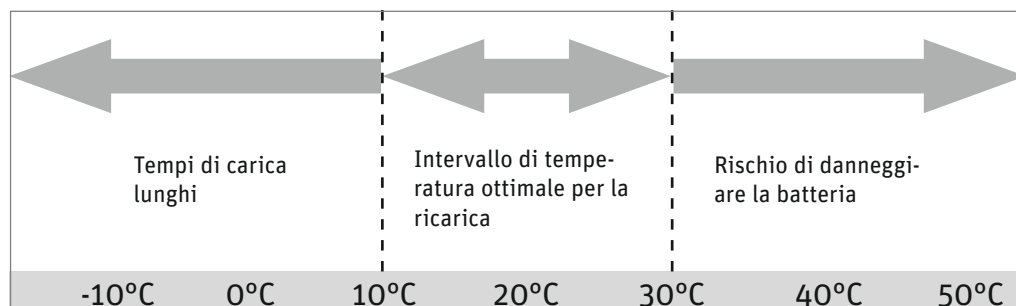 Tempi di carica
lunghi
Intervallo di tempe-
ratura ottimale per la
ricarica
Rischio di danneggi-
are la batteria
-10°C 0°C 10°C 20°C 30°C 40°C 50°C